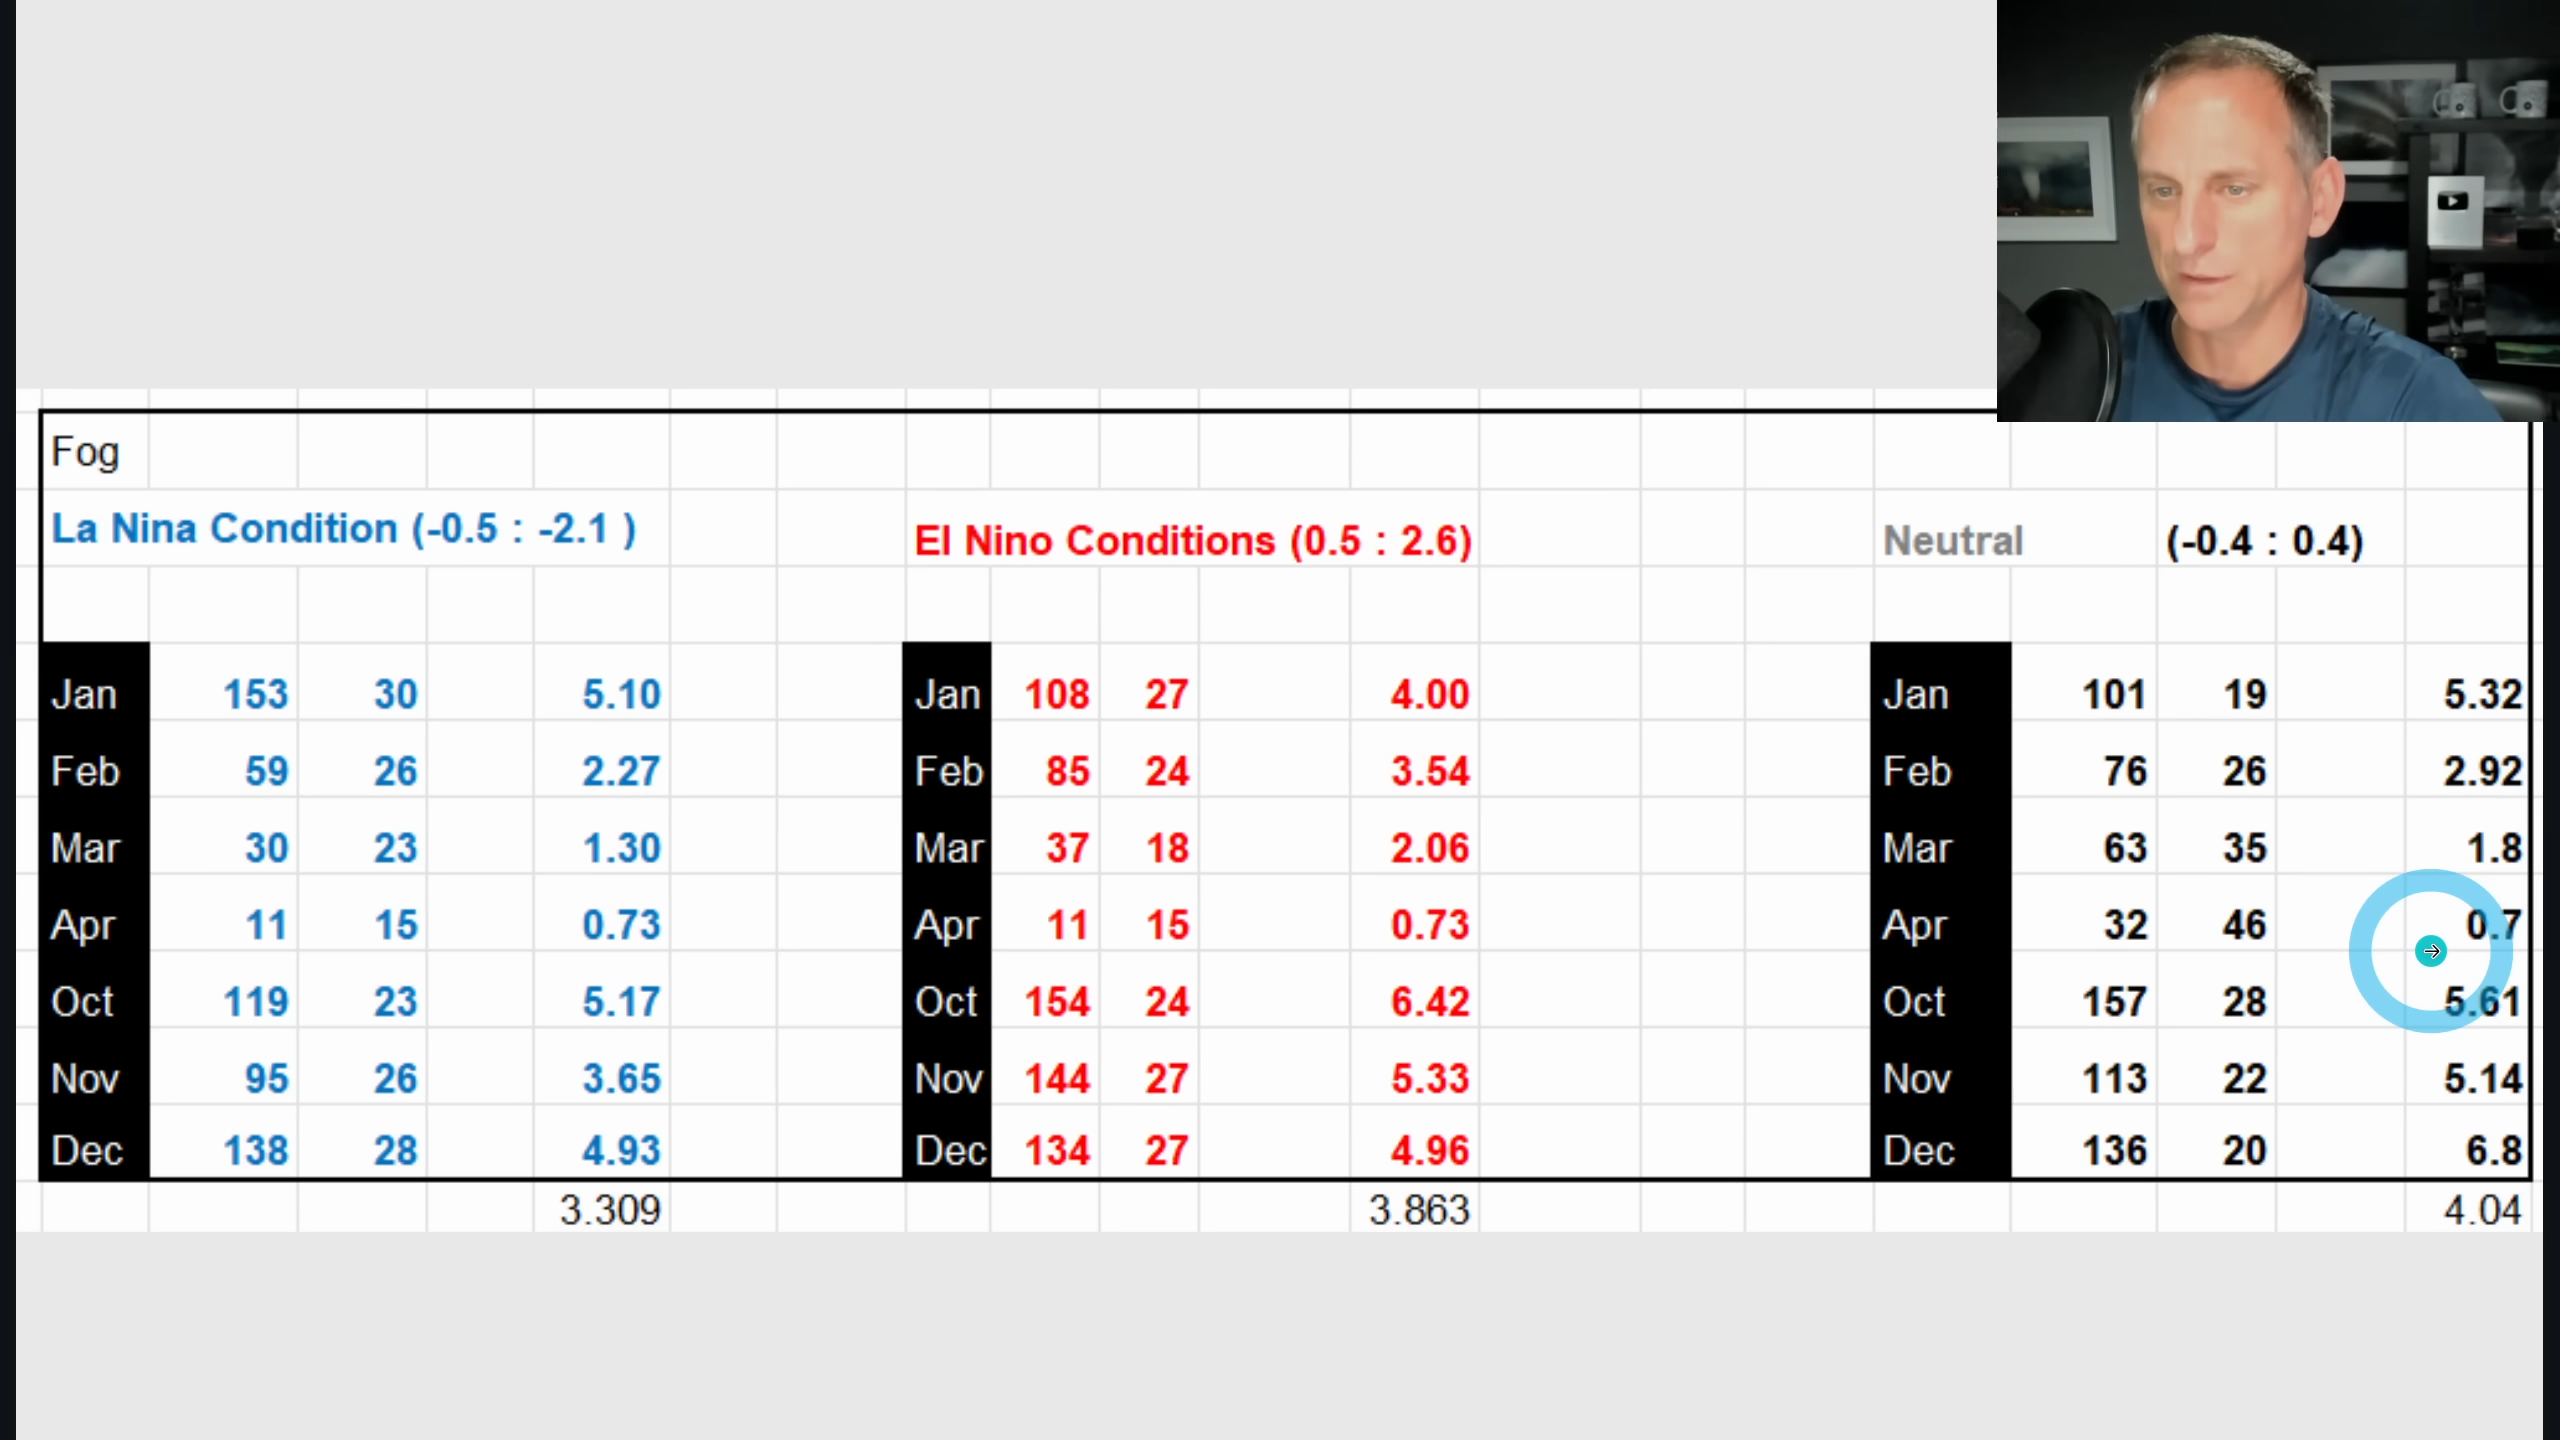 Fog
La Nina Condition (-0.5 : -2.1 ) El Nino Conditions (0.5 : 2.6) Neutral (-0.4 : 0.4)
Jan 153 30 5.10 Jan 108 27 4.00 Jan 101 19 5.32
Feb 59 26 2.27 Feb 85 24 3.54 Feb 76 26 2.92
Mar 30 23 1.30 Mar 37 18 2.06 Mar 63 35 1.8
Apr 11 15 0.73 Apr 11 15 0.73 Apr 32 46 0.7
Oct 119 23 5.17 Oct 154 24 6.42 Oct 157 28 5.61
Nov 95 26 3.65 Nov 144 27 5.33 Nov 113 22 5.14
Dec 138 28 4.93 Dec 134 27 4.96 Dec 136 20 6.8
3.309 3.863 4.04